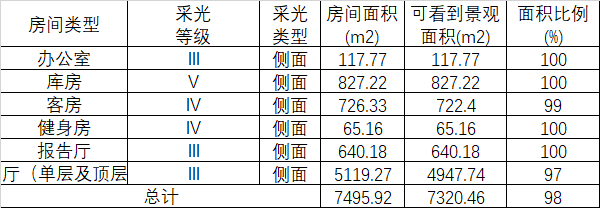 房间类型 采光等级 采光类型 房间面积(m2) 可看到景观面积(m2) 面积比例(%)
办公室 III 侧面 117.77 117.77 100
库房 V 侧面 827.22 827.22 100
客房 IV 侧面 726.33 722.4 99
健身房 IV 侧面 65.16 65.16 100
报告厅 III 侧面 640.18 640.18 100
厅（单层及顶层 III 侧面 5119.27 4947.74 97
总计 7495.92 7320.46 98